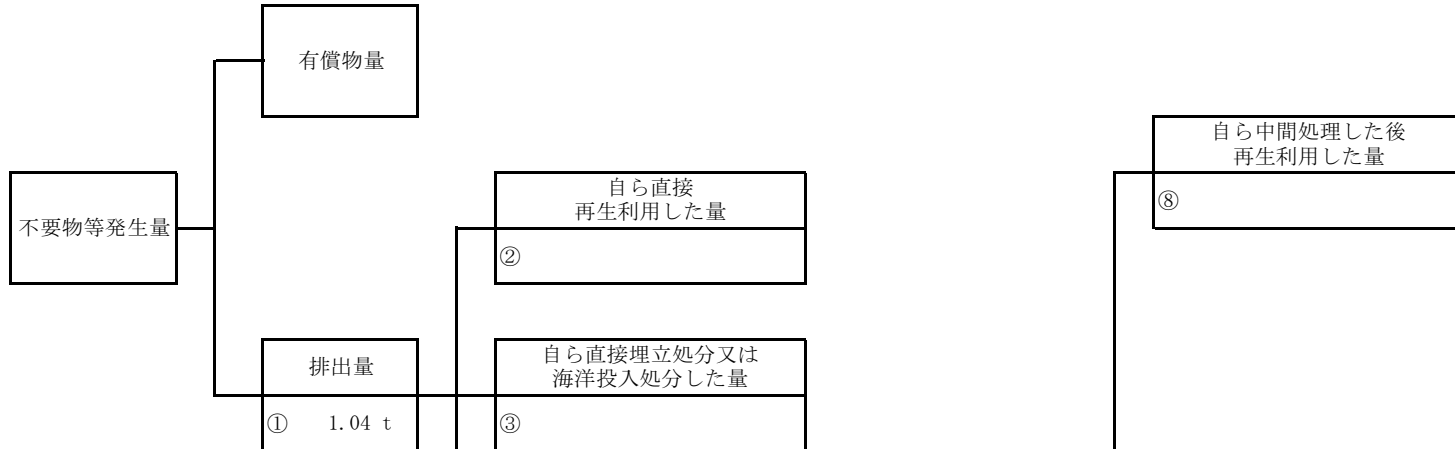 有償物量
自ら中間処理した後
再生利用した量
⑧
不要物等発生量
自ら直接
再生利用した量
②
排出量
① 1.04 t
自ら直接埋立処分又は
海洋投入処分した量
③